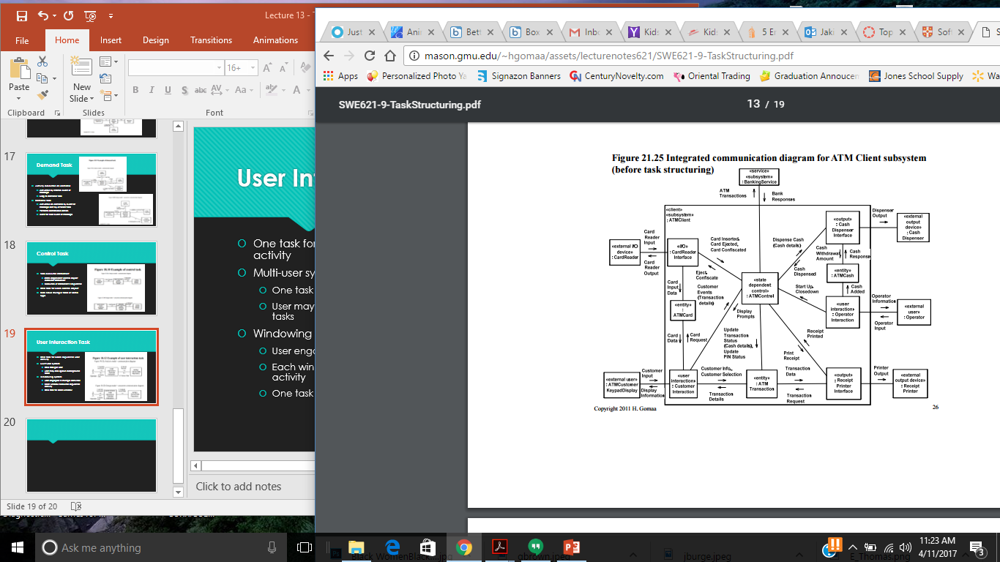 Lecture 13 - T
File
Home
Insert
Design
Transitions
Animations
Paste
New
Slide
16+
B I U S abc AV Aa A
Clipboard
Slides
Font
17
Demand Task
18
Control Task
19
User Interaction Task
20
User In
One task for
activity
Multi-user sy
One task
User may
tasks
Windowing
User enga
Each win
activity
One task
Click to add notes
Slide 19 of 20
Just
Ani
Bett
Box
Inbo
Kids
Kid
5 E
Jaki
Top
Soft
S
mason.gmu.edu/~hgomaa/assets/lecturenotes621/SWE621-9-TaskStructuring.pdf
Apps
Personalized Photo Ya
Signazon Banners
CenturyNovelty.com
Oriental Trading
Graduation Annoucen
Jones School Supply
Wa
SWE621-9-TaskStructuring.pdf
13 / 19
Figure 21.25 Integrated communication diagram for ATM Client subsystem
(before task structuring)
«service»
«subsystem»
: BankingService
ATM
Transactions
Bank
Responses
«client»
«subsystem»
: ATMClient
«external I/O
device»
: CardReader
Card
Reader
Input
Card
Reader
Output
«I/O»
: CardReader
Interface
Card Inserted,
Card Ejected,
Card Confiscated
Eject,
Confiscate
Dispense Cash
(Cash details)
Cash
Dispensed
«output»
: Cash
Dispenser
Interface
Dispenser
Output
«external
output
device»
: Cash
Dispenser
Cash
Withdrawal
Amount
Cash
Response
«entity»
: ATMCash
Cash
Added
«state
dependent
control»
: ATMControl
Start Up,
Closedown
Card
Input
Data
«entity»
:
ATMCard
Customer
Events
(Transaction
details)
Display
Prompts
«user
interaction»
: Operator
Interaction
Operator
Information
Operator
Input
«external
user»
: Operator
Card
Data
Card
Request
Update
Transaction
Status
(Cash details),
Update
PIN Status
Receipt
Printed
Print
Receipt
«external user»
: ATMCustomer
KeypadDisplay
Customer
Input
Display
Information
«user
interaction»
: Customer
Interaction
Customer Info,
Customer Selection
Transaction
Details
«entity»
: ATM
Transaction
Transaction
Data
Transaction
Request
«output»
: Receipt
Printer
Interface
Printer
Output
«external
output device»
: Receipt
Printer
Copyright 2011 H. Gomaa
26
Ask me anything
11:23 AM
4/11/2017
3
jburge.jpeg
E_Thomas.png